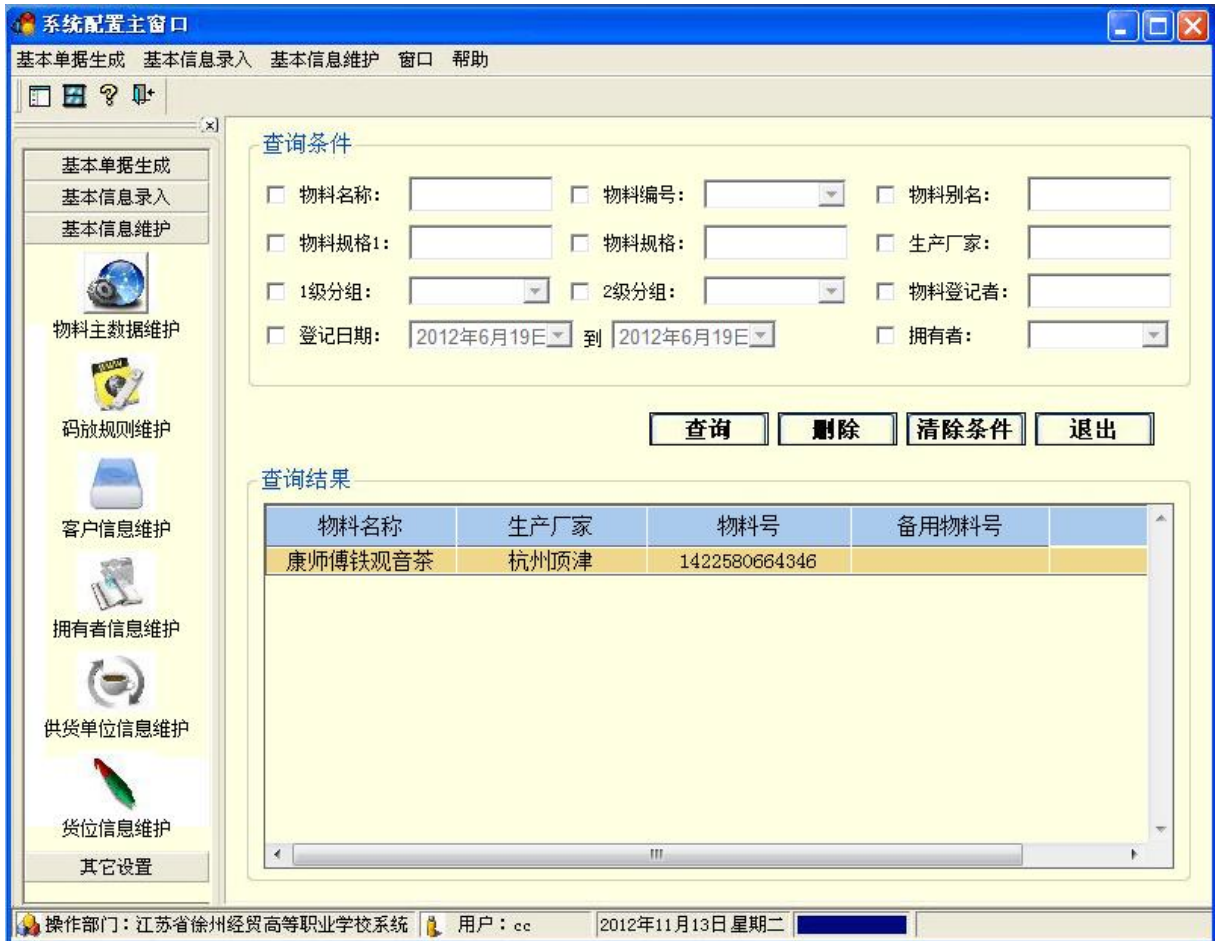 系统配置主窗口
基本单据生成 基本信息录入 基本信息维护 窗口 帮助
基本单据生成
基本信息录入
基本信息维护
物料主数据维护
码放规则维护
客户信息维护
拥有者信息维护
供货单位信息维护
货位信息维护
其它设置
查询条件
物料名称： 物料编号： 物料别名：
物料规格1： 物料规格： 生产厂家：
1级分组： 2级分组： 物料登记者：
登记日期： 2012年6月19日 到 2012年6月19日 拥有者：
查询 删除 清除条件 退出
查询结果
物料名称 生产厂家 物料号 备用物料号
康师傅铁观音茶 杭州顶津 1422580664346
操作部门：江苏省徐州经贸高等职业学校系统 用户：cc 2012年11月13日 星期二